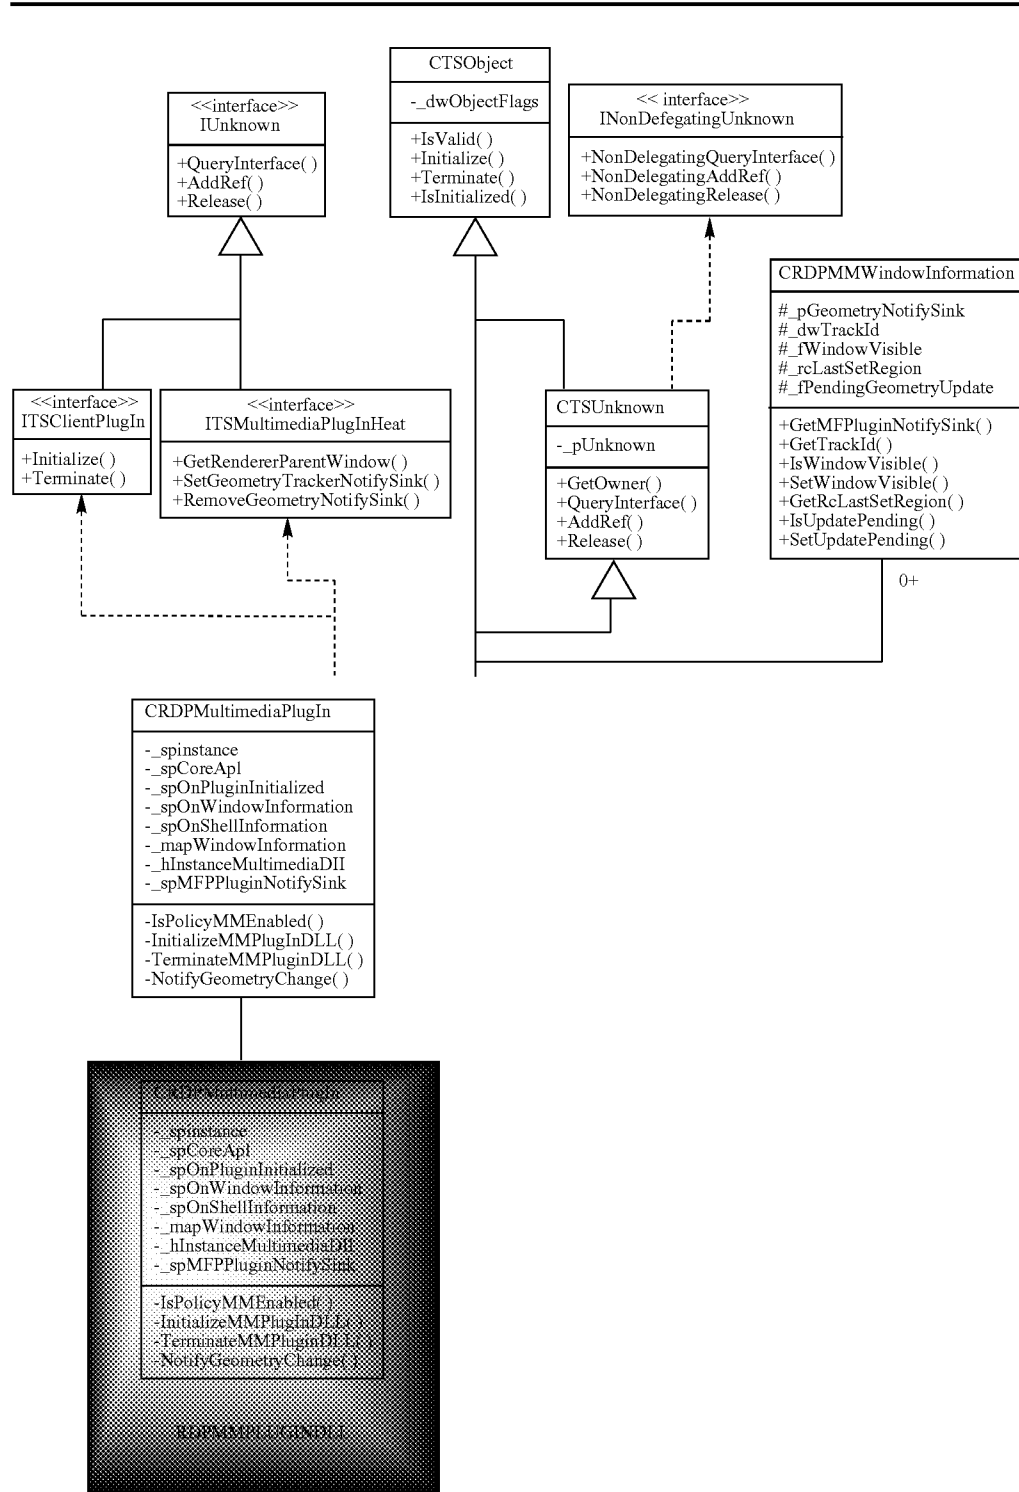 CTSObject
-_dwObjectFlags
+IsValid( )
+Initialize( )
+Terminate( )
+IsInitialized( )
<<interface>>
IUnknown
+QueryInterface( )
+AddRef( )
+Release( )
<< interface>>
INonDefegatingUnknown
+NonDelegatingQueryInterface( )
+NonDelegatingAddRef( )
+NonDelegatingRelease( )
CRDPMMWindowInformation
#_pGeometryNotifySink
#_dwTrackId
#_fWindowVisible
#_rcLastSetRegion
#_fPendingGeometryUpdate
+GetMFPluginNotifySink( )
+GetTrackId( )
+IsWindowVisible( )
+SetWindowVisible( )
+GetRcLastSetRegion( )
+IsUpdatePending( )
+SetUpdatePending( )
0+
<<interface>>
ITSClientPlugIn
+Initialize( )
+Terminate( )
<<interface>>
ITSMultimediaPlugInHeat
+GetRendererParentWindow( )
+SetGeometryTrackerNotifySink( )
+RemoveGeometryNotifySink( )
CTSUnknown
-_pUnknown
+GetOwner( )
+QueryInterface( )
+AddRef( )
+Release( )
CRDPMultimediaPlugIn
-_spinstance
-_spCoreApl
-_spOnPluginInitialized
-_spOnWindowInformation
-_spOnShellInformation
-_mapWindowInformation
-_hInstanceMultimediaDII
-_spMFPPluginNotifySink
-IsPolicyMMEnabled( )
-InitializeMMPlugInDLL( )
-TerminateMMPluginDLL( )
-NotifyGeometryChange( )
CRDPMultimediaPlugIn
-_spinstance
-_spCoreApl
-_spOnPluginInitialized
-_spOnWindowInformation
-_spOnShellInformation
-_mapWindowInformation
-_hInstanceMultimediaDII
-_spMFPPluginNotifySink
-IsPolicyMMEnabled( )
-InitializeMMPlugInDLL( )
-TerminateMMPluginDLL( )
-NotifyGeometryChange( )